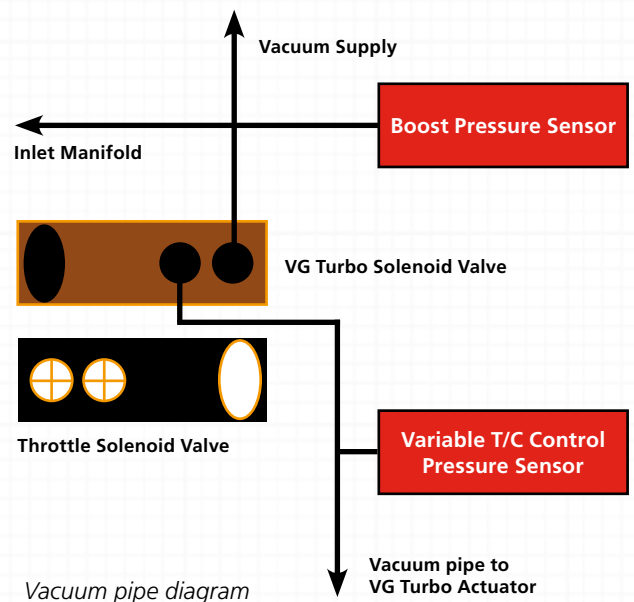 Vacuum Supply
Boost Pressure Sensor
Inlet Manifold
VG Turbo Solenoid Valve
Throttle Solenoid Valve
Variable T/C Control
Pressure Sensor
Vacuum pipe to
VG Turbo Actuator
Vacuum pipe diagram